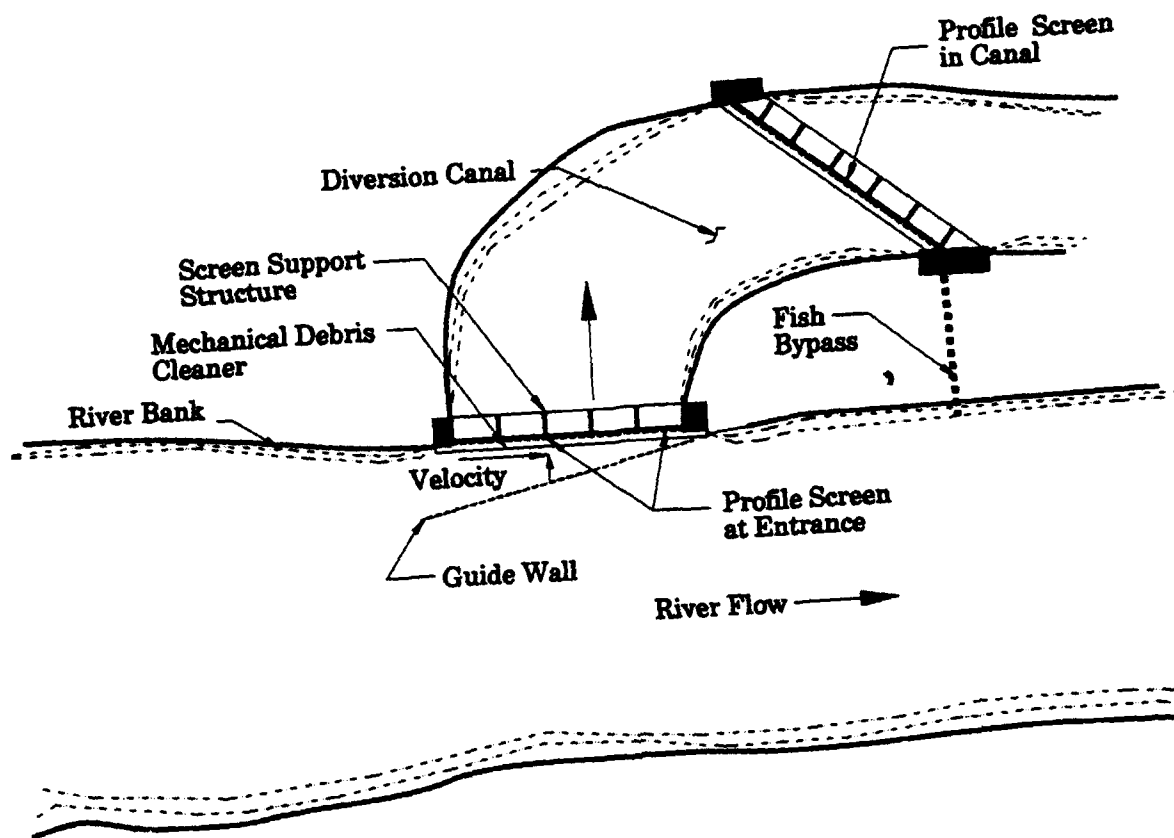 Profile Screen
in Canal
Diversion Canal
Screen Support
Structure
Mechanical Debris
Cleaner
Fish
Bypass
River Bank
Velocity
Profile Screen
at Entrance
Guide Wall
River Flow